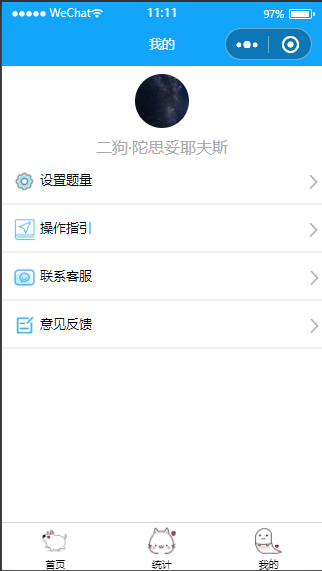 WeChat 11:11 97%
我的
二狗·陀思妥耶夫斯
设置题量
操作指引
联系客服
意见反馈
首页 统计 我的